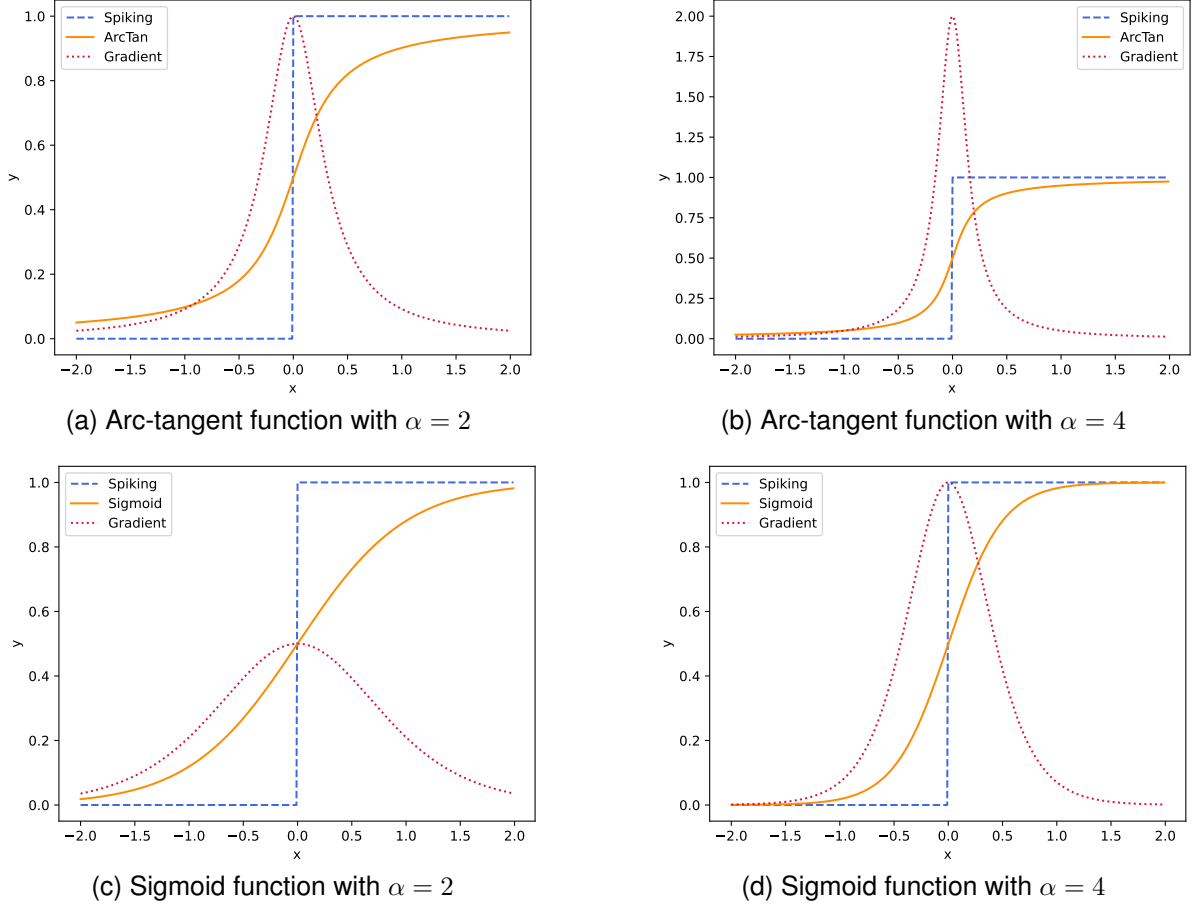 Spiking
ArcTan
Gradient
1.0
0.8
0.6
0.4
0.2
0.0
y
−2.0 −1.5 −1.0 −0.5 0.0 0.5 1.0 1.5 2.0
x
(a) Arc-tangent function with α = 2
Spiking
ArcTan
Gradient
2.00
1.75
1.50
1.25
1.00
0.75
0.50
0.25
0.00
y
−2.0 −1.5 −1.0 −0.5 0.0 0.5 1.0 1.5 2.0
x
(b) Arc-tangent function with α = 4
Spiking
Sigmoid
Gradient
1.0
0.8
0.6
0.4
0.2
0.0
y
−2.0 −1.5 −1.0 −0.5 0.0 0.5 1.0 1.5 2.0
x
(c) Sigmoid function with α = 2
Spiking
Sigmoid
Gradient
1.0
0.8
0.6
0.4
0.2
0.0
y
−2.0 −1.5 −1.0 −0.5 0.0 0.5 1.0 1.5 2.0
x
(d) Sigmoid function with α = 4